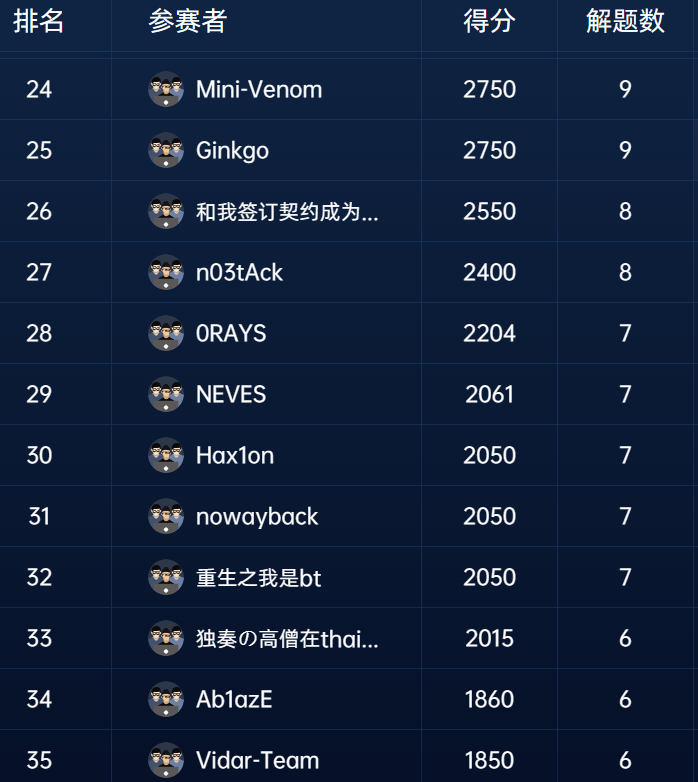 排名 参赛者 得分 解题数
24 Mini-Venom 2750 9
25 Ginkgo 2750 9
26 和我签订契约成为... 2550 8
27 n03tAck 2400 8
28 0RAYS 2204 7
29 NEVES 2061 7
30 Hax1on 2050 7
31 nowayback 2050 7
32 重生之我是bt 2050 7
33 独奏の高僧在thai... 2015 6
34 Ab1azE 1860 6
35 Vidar-Team 1850 6